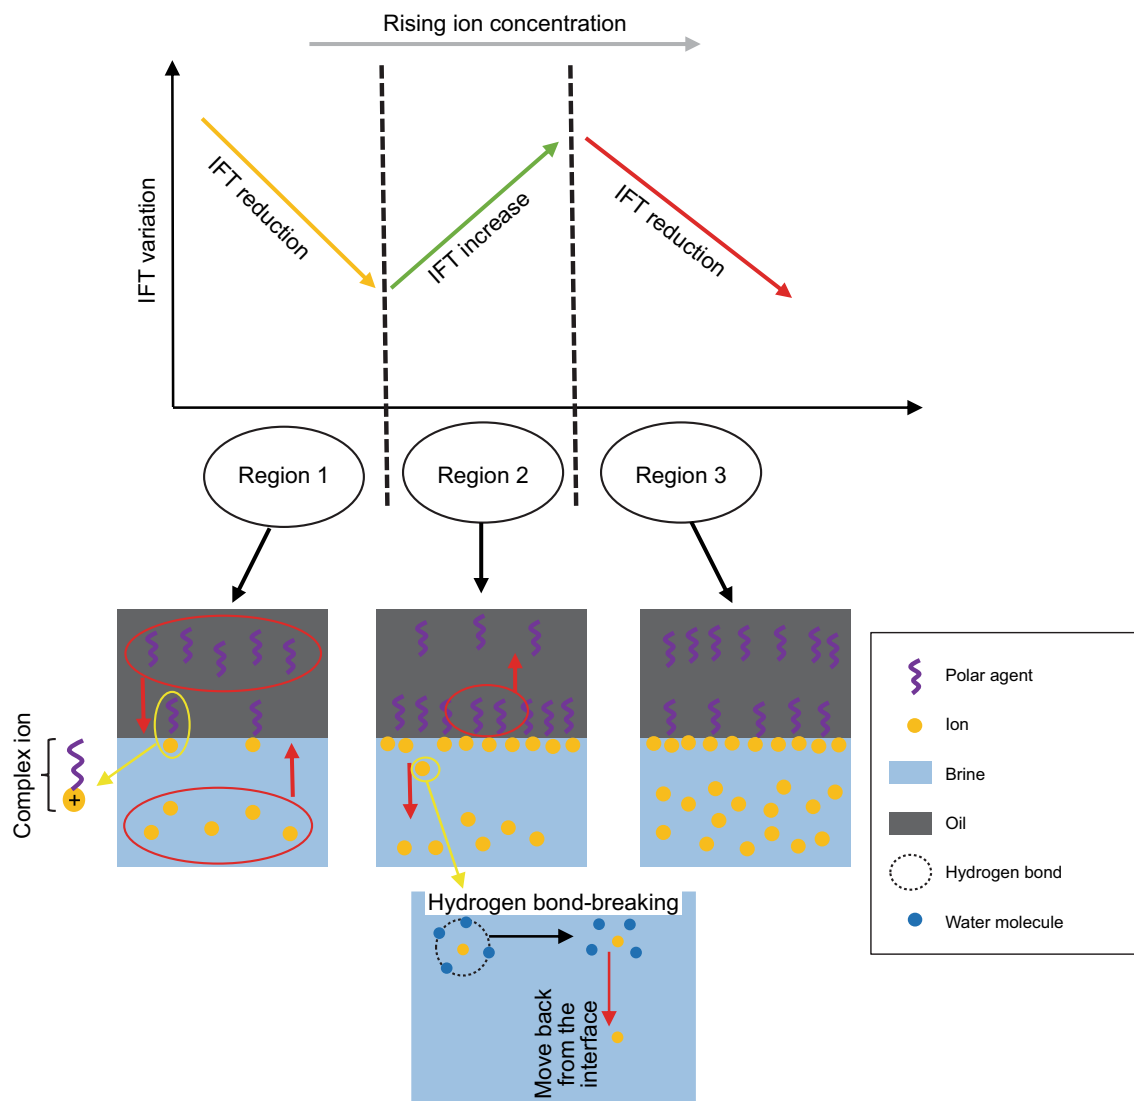 Rising ion concentration
IFT variation
IFT reduction
IFT increase
IFT reduction
Region 1
Region 2
Region 3
Complex ion
+
Polar agent
Ion
Brine
Oil
Hydrogen bond
Water molecule
Hydrogen bond-breaking
Move back
from the
interface